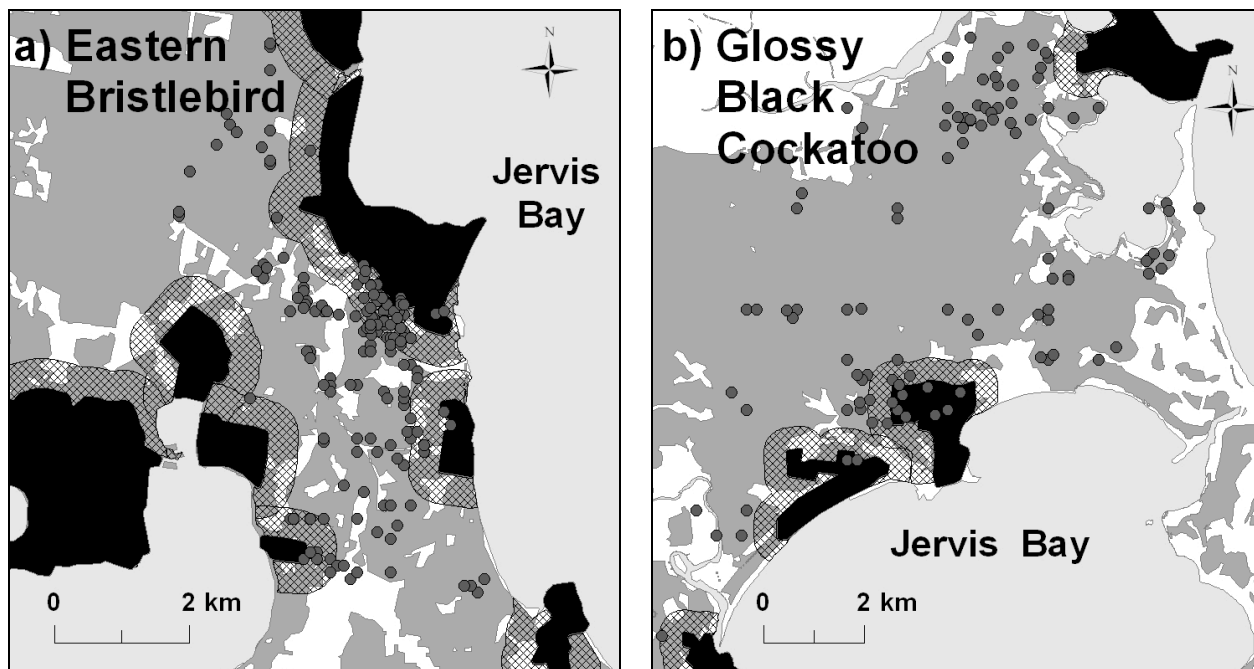 a) Eastern
Bristlebird
N
Jervis
Bay
0 2 km
b) Glossy
Black
Cockatoo
N
Jervis Bay
0 2 km